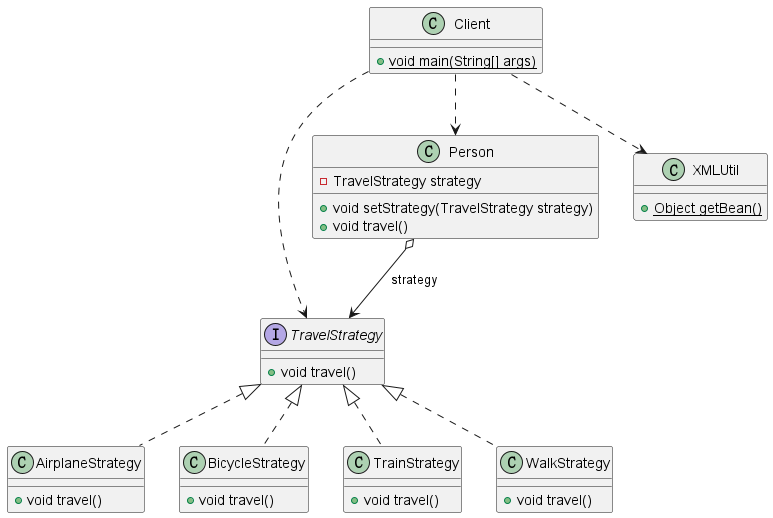 C Client
void main(String[] args)
C Person
TravelStrategy strategy
void setStrategy(TravelStrategy strategy)
void travel()
C XMLUtil
Object getBean()
strategy
I TravelStrategy
void travel()
C AirplaneStrategy
void travel()
C BicycleStrategy
void travel()
C TrainStrategy
void travel()
C WalkStrategy
void travel()